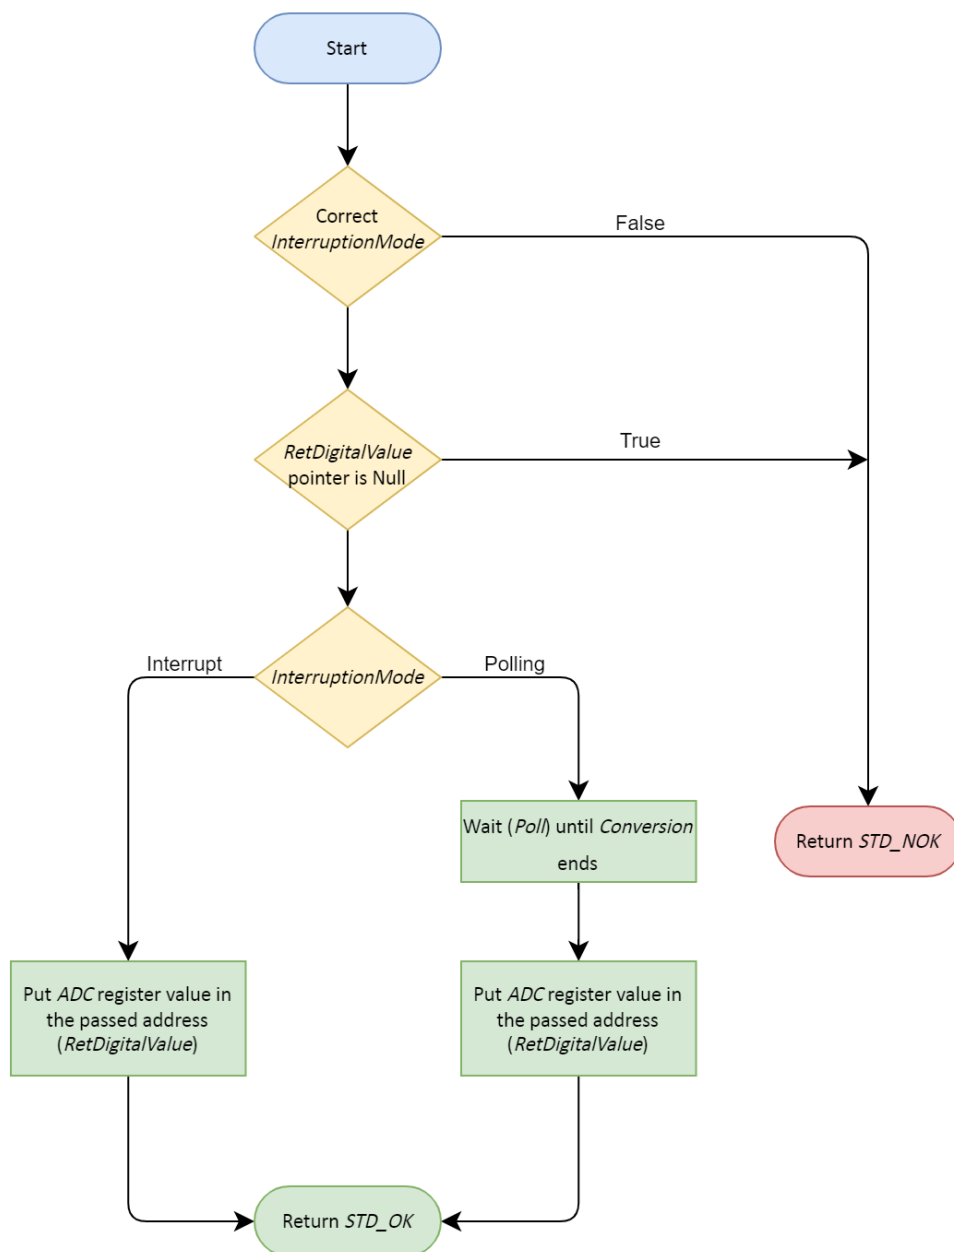 Start
Correct
InterruptionMode
False
RetDigitalValue
pointer is Null
True
InterruptionMode
Interrupt
Polling
Wait (Poll) until Conversion
ends
Return STD_NOK
Put ADC register value in
the passed address
(RetDigitalValue)
Put ADC register value in
the passed address
(RetDigitalValue)
Return STD_OK